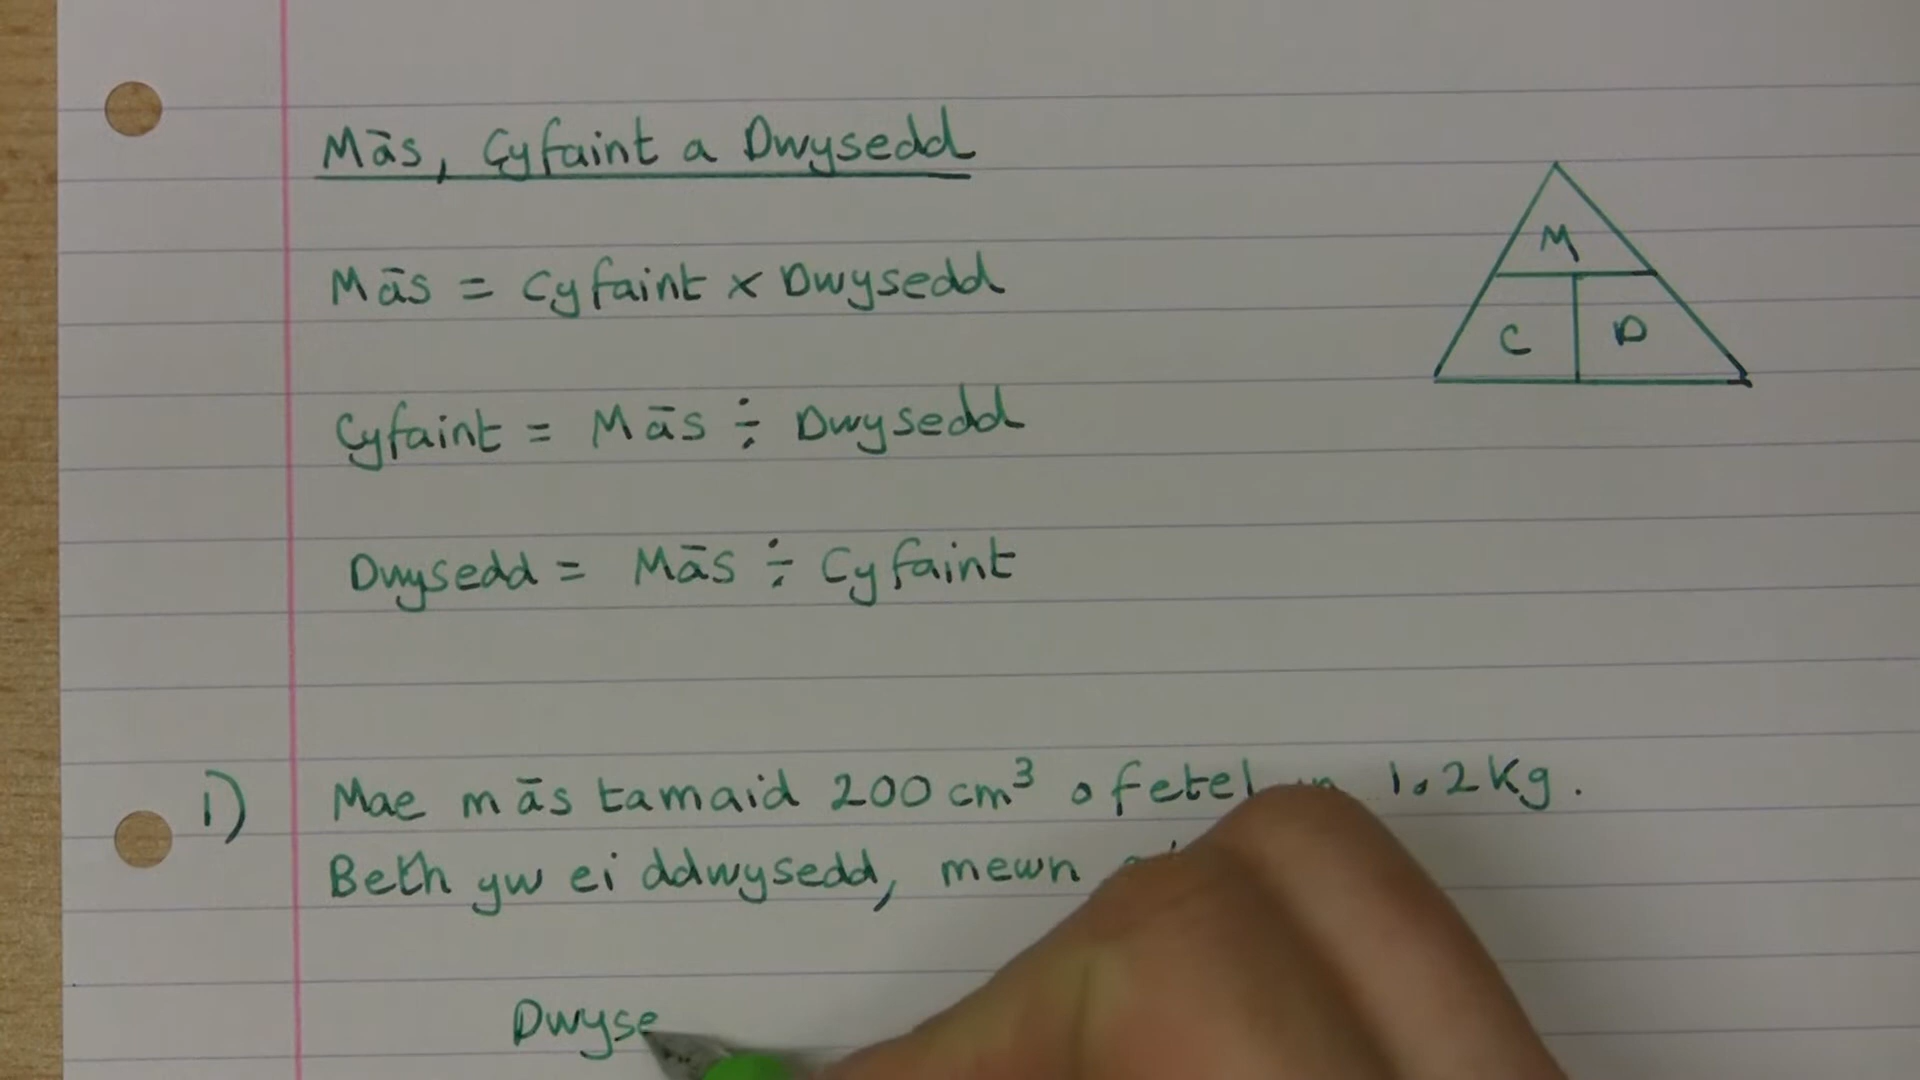 Mās, Cyfaint a Dwysedd
Mās = Cyfaint × Dwysedd
M
C D
Cyfaint = Mās ÷ Dwysedd
Dwysedd = Mās ÷ Cyfaint
1) Mae mās tamaid 200 cm³ o fetel 1.2kg.
Beth yw ei ddwysedd, mewn
Dwyse